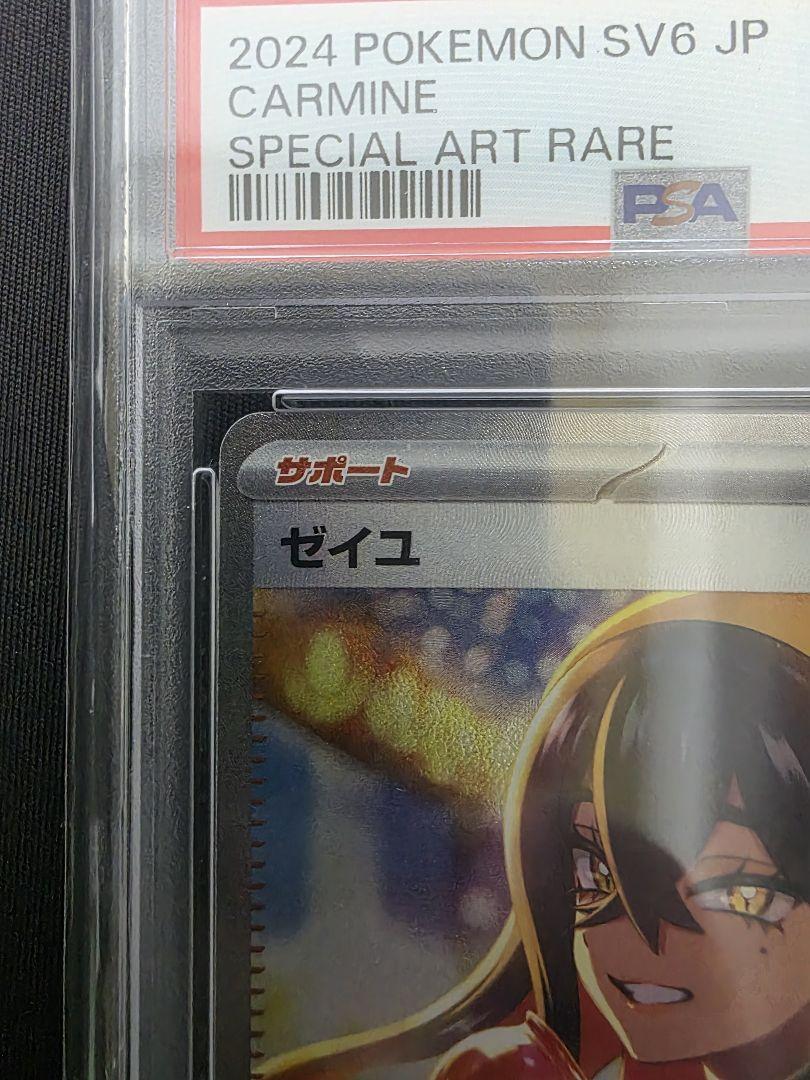 2024 POKEMON SV6 JP
CARMINE
SPECIAL ART RARE
PSA
サポート
ゼイユ